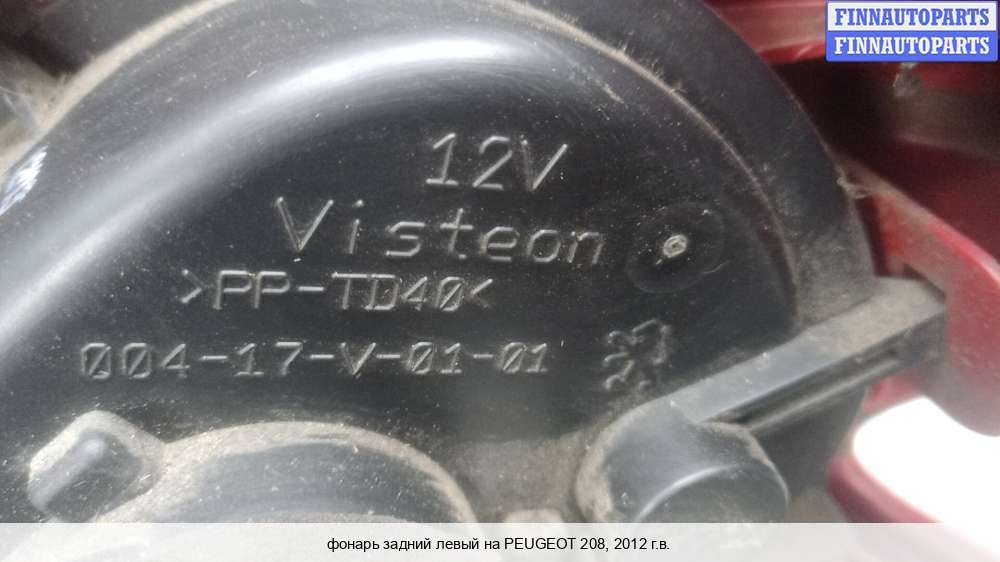 FINNAUTOPARTS
FINNAUTOPARTS
12V
Visteon
>PP-TD40<
004-17-V-01-01
фонарь задний левый на PEUGEOT 208, 2012 г.в.